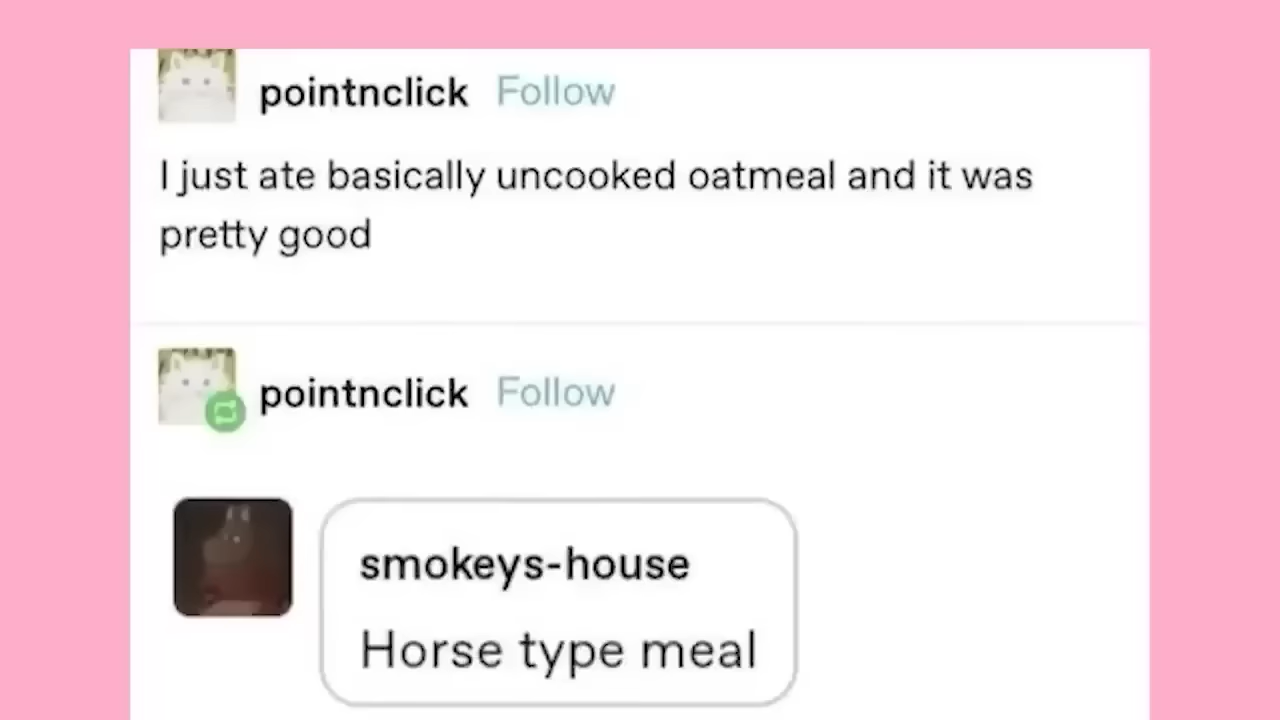 pointnclick Follow
I just ate basically uncooked oatmeal and it was
pretty good
pointnclick Follow
smokeys-house
Horse type meal